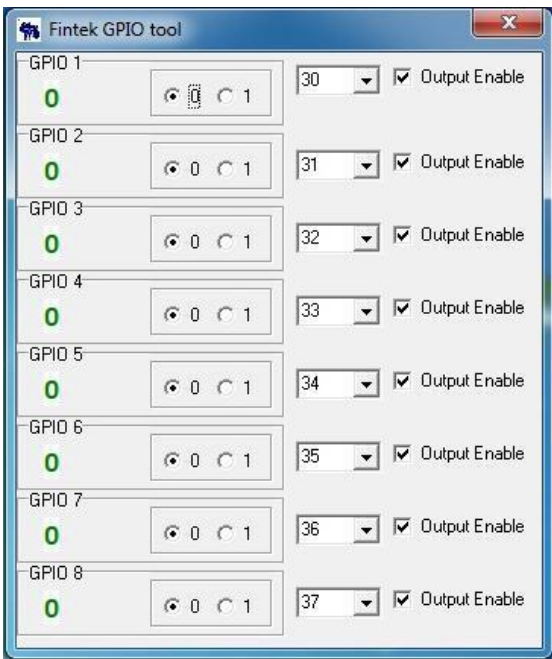 Fintek GPIO tool
GPIO 1
0 0 1 30 Output Enable
GPIO 2
0 0 1 31 Output Enable
GPIO 3
0 0 1 32 Output Enable
GPIO 4
0 0 1 33 Output Enable
GPIO 5
0 0 1 34 Output Enable
GPIO 6
0 0 1 35 Output Enable
GPIO 7
0 0 1 36 Output Enable
GPIO 8
0 0 1 37 Output Enable